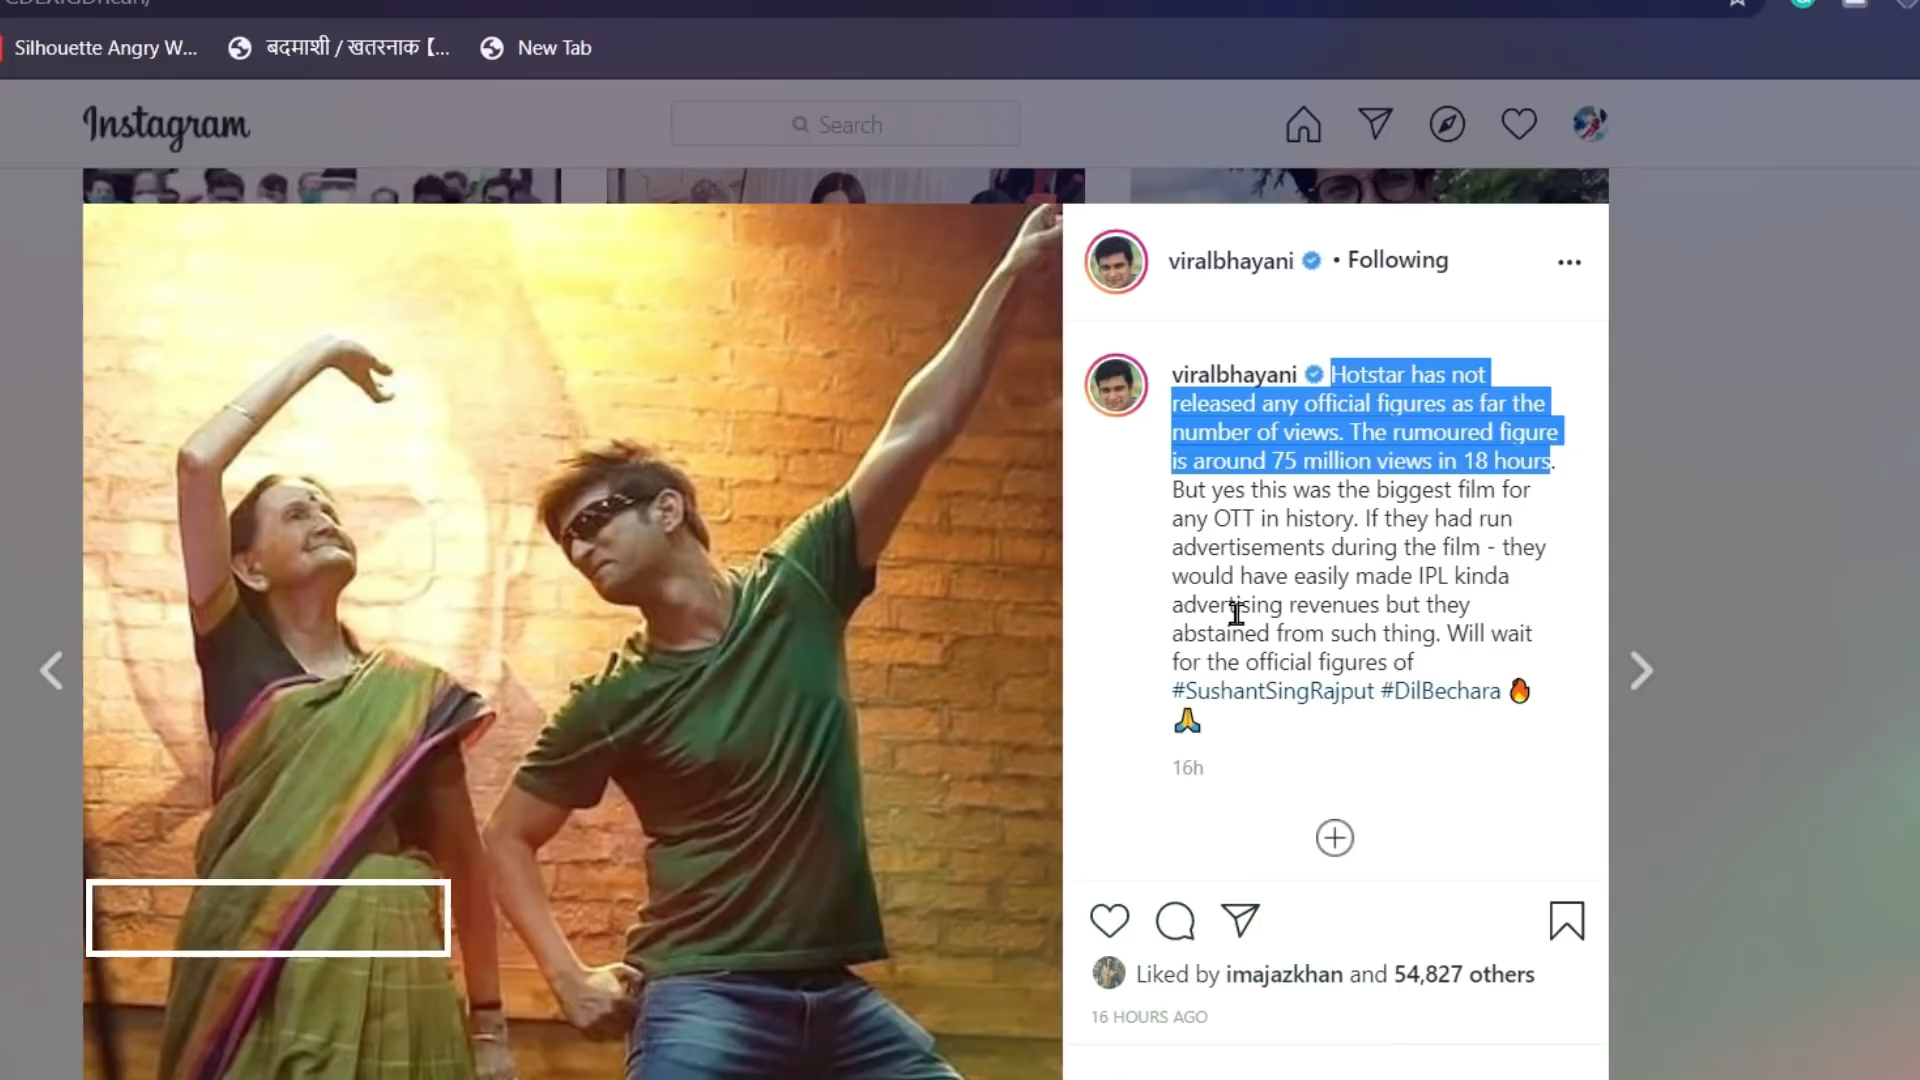 Silhouette Angry W...
बदमाशी / खतरनाक【...
New Tab
Instagram
Search
viralbhayani • Following
viralbhayani Hotstar has not
released any official figures as far the
number of views. The rumoured figure
is around 75 million views in 18 hours.
But yes this was the biggest film for
any OTT in history. If they had run
advertisements during the film - they
would have easily made IPL kinda
advertising revenues but they
abstained from such thing. Will wait
for the official figures of
#SushantSingRajput #DilBechara 🔥
🙏
16h
Liked by imajazkhan and 54,827 others
16 HOURS AGO